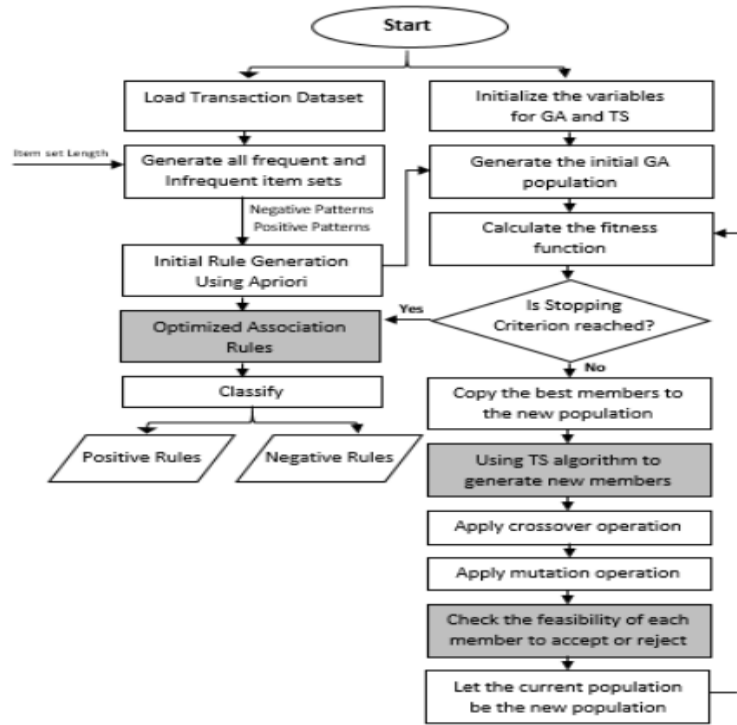 Start
Load Transaction Dataset
Item set Length
Generate all frequent and
Infrequent item sets
Negative Patterns
Positive Patterns
Initial Rule Generation
Using Apriori
Optimized Association
Rules
Classify
Positive Rules
Negative Rules
Initialize the variables
for GA and TS
Generate the initial GA
population
Calculate the fitness
function
Is Stopping
Criterion reached?
Yes
No
Copy the best members to
the new population
Using TS algorithm to
generate new members
Apply crossover operation
Apply mutation operation
Check the feasibility of each
member to accept or reject
Let the current population
be the new population